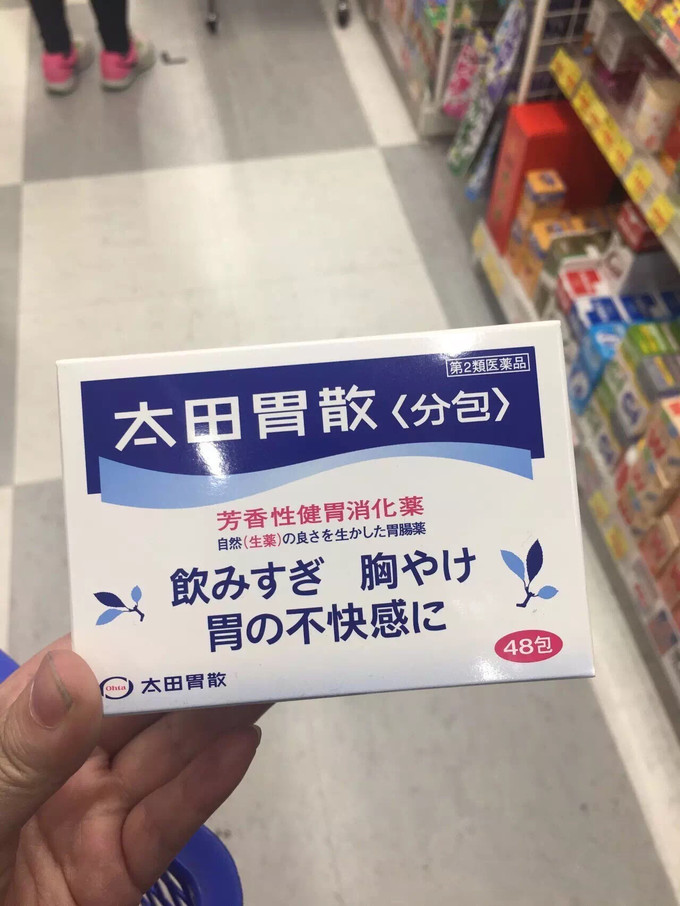 第2類医薬品
太田胃散〈分包〉
芳香性健胃消化薬
自然(生薬)の良さを生かした胃腸薬
飲みすぎ 胸やけ
胃の不快感に
48包
Ohta 太田胃散